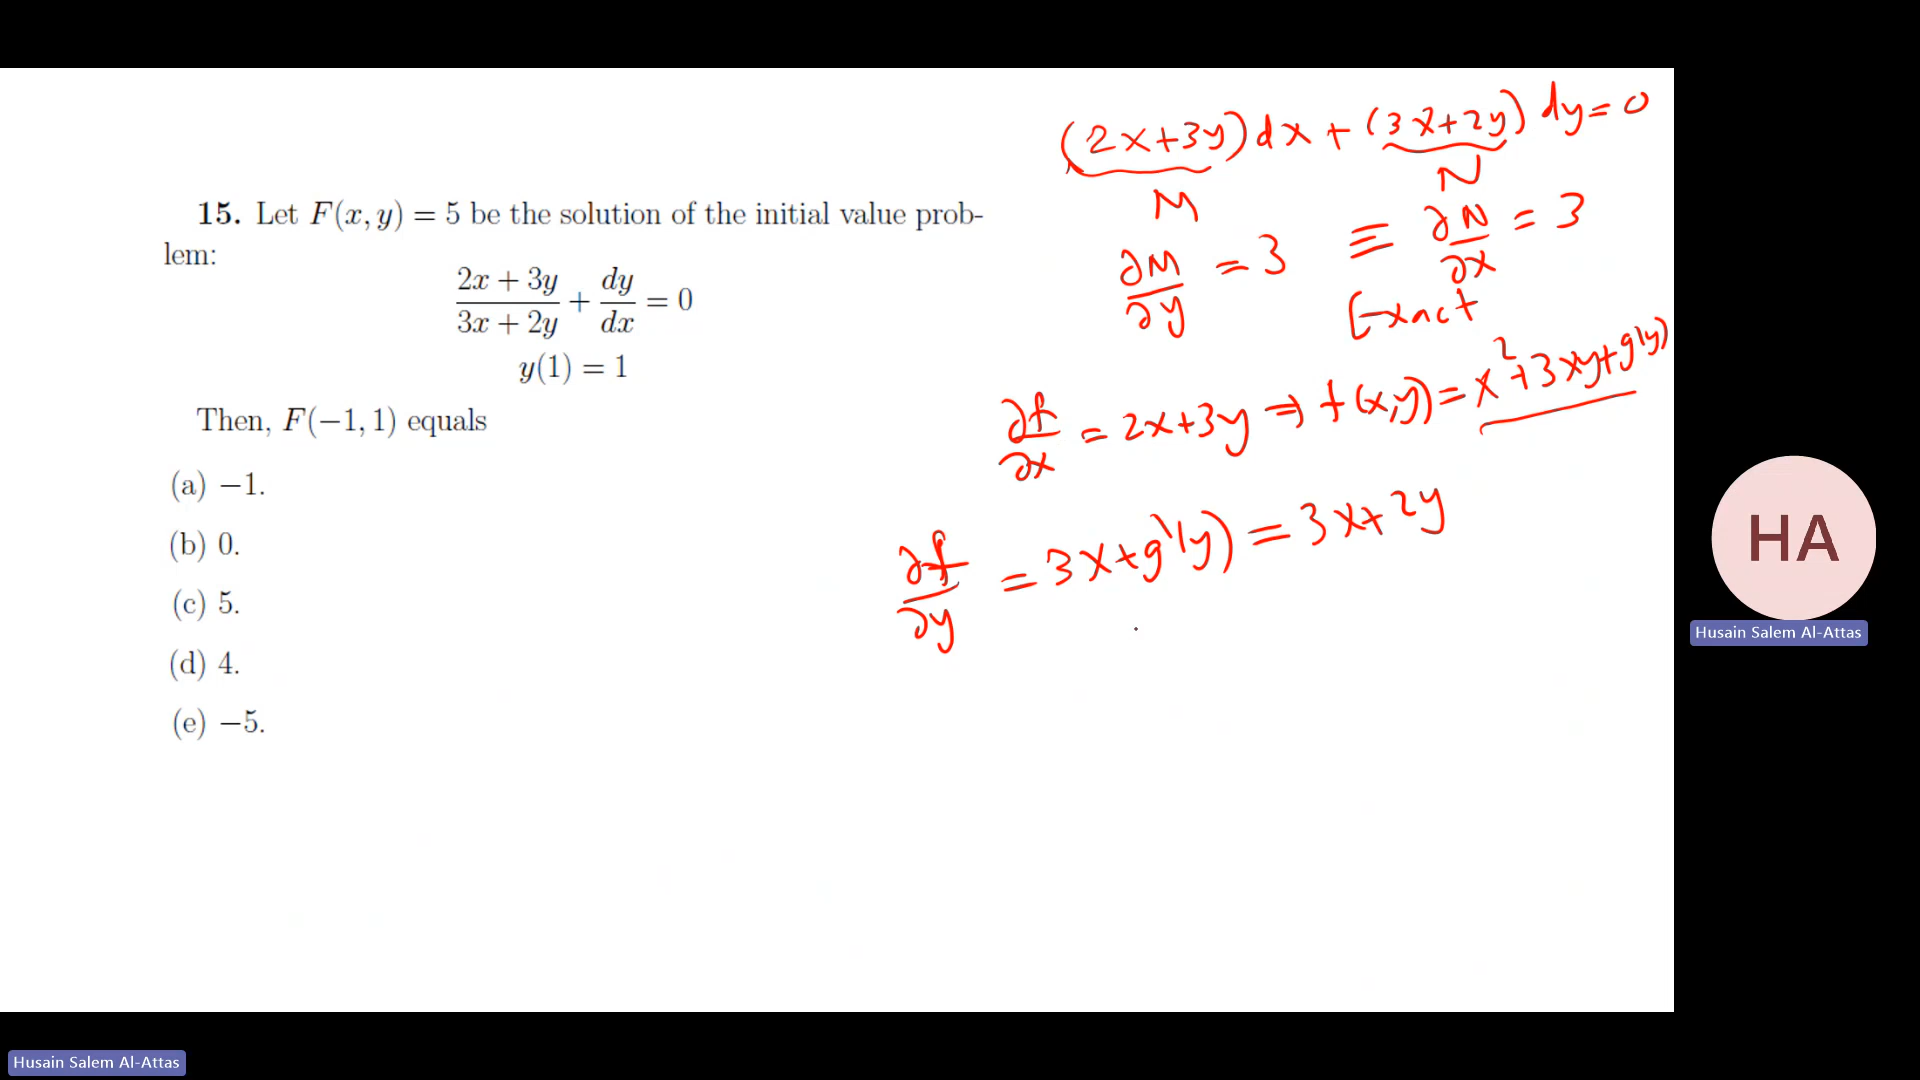 15. Let F(x, y) = 5 be the solution of the initial value prob-
lem:
(2x + 3y)/(3x + 2y) + dy/dx = 0
y(1) = 1
Then, F(−1, 1) equals
(a) −1.
(b) 0.
(c) 5.
(d) 4.
(e) −5.
(2x+3y)dx + (3x+2y)dy = 0
M N
∂M/∂y = 3 ≡ ∂N/∂x = 3
Exact
∂f/∂x = 2x+3y ⇒ f(x,y) = x²+3xy+g(y)
∂f/∂y = 3x+g'(y) = 3x+2y
HA
Husain Salem Al-Attas
Husain Salem Al-Attas